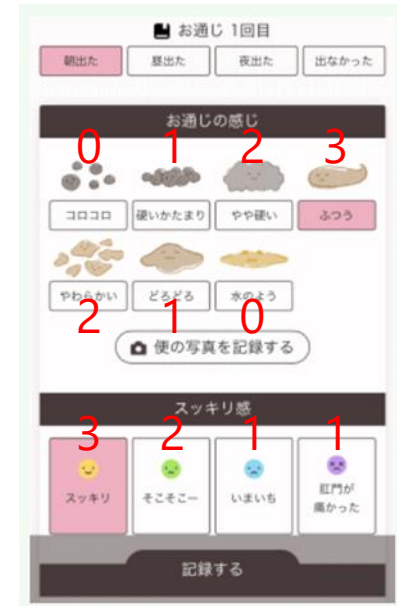 お通じ 1回目
朝出た 昼出た 夜出た 出なかった
お通じの感じ
0 1 2 3
コロコロ 硬いかたまり やや硬い ふつう
やわらかい どろどろ 水のよう
2 1 0
便の写真を記録する
スッキリ感
3 2 1 1
スッキリ そこそこー いまいち 肛門が
痛かった
記録する